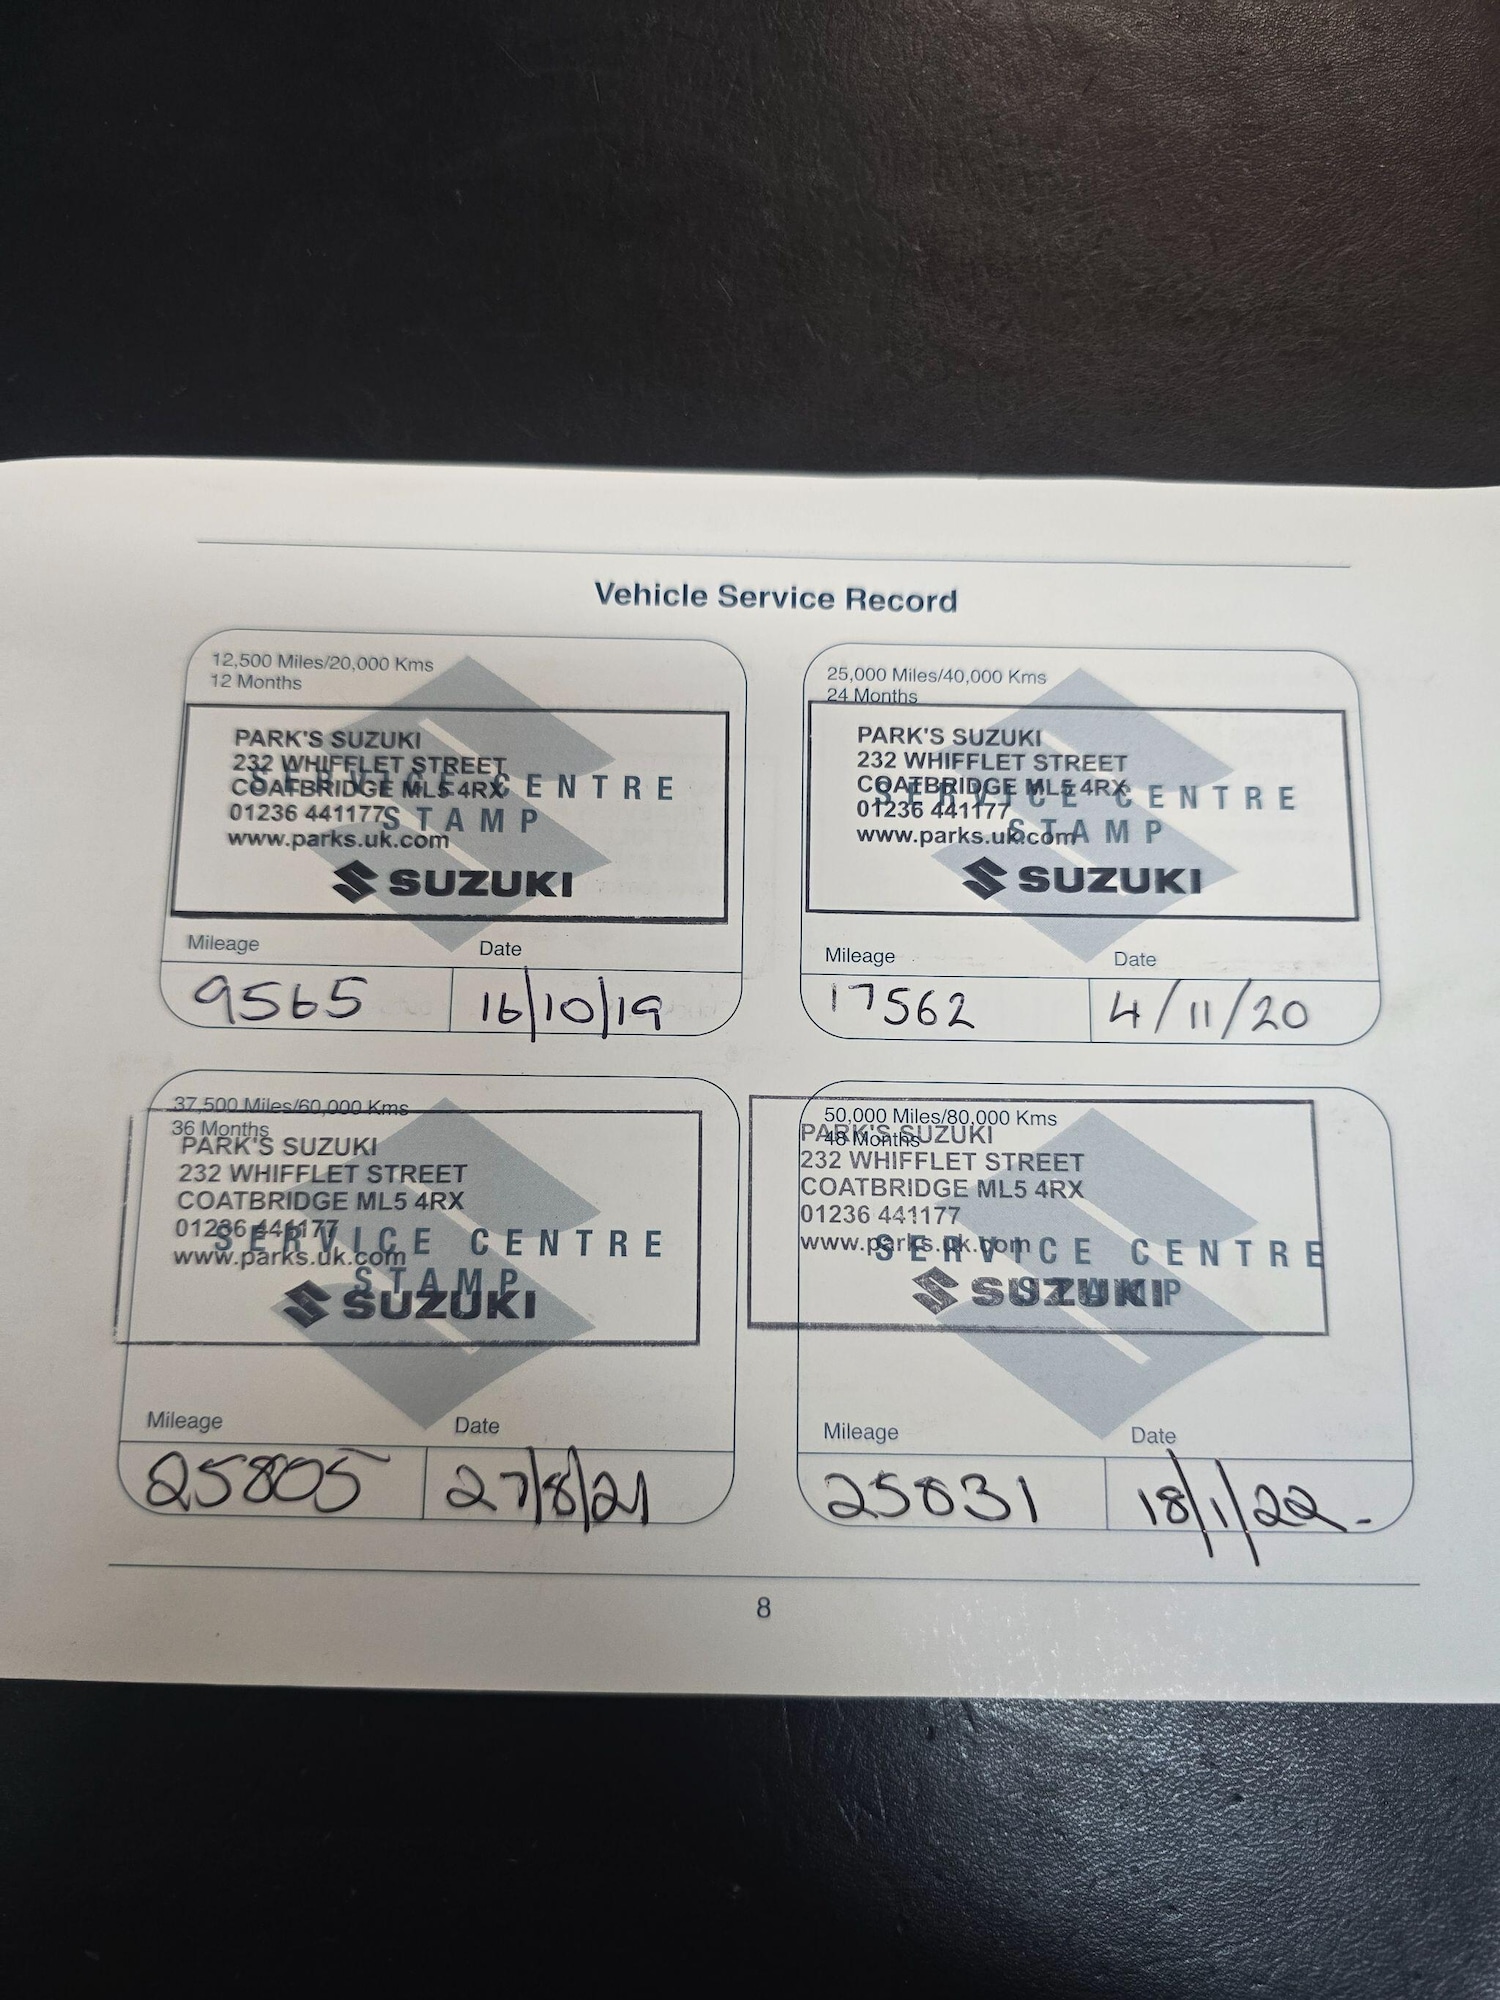 Vehicle Service Record
12,500 Miles/20,000 Kms
12 Months
SERVICE CENTRE
STAMP
PARK'S SUZUKI
232 WHIFFLET STREET
COATBRIDGE ML5 4RX
01236 441177
www.parks.uk.com
SUZUKI
Mileage Date
9565 16/10/19
25,000 Miles/40,000 Kms
24 Months
SERVICE CENTRE
STAMP
PARK'S SUZUKI
232 WHIFFLET STREET
COATBRIDGE ML5 4RX
01236 441177
www.parks.uk.com
SUZUKI
Mileage Date
17562 4/11/20
37,500 Miles/60,000 Kms
36 Months
SERVICE CENTRE
STAMP
PARK'S SUZUKI
232 WHIFFLET STREET
COATBRIDGE ML5 4RX
01236 441177
www.parks.uk.com
SUZUKI
Mileage Date
25805 27/8/21
50,000 Miles/80,000 Kms
48 Months
SERVICE CENTRE
STAMP
PARK'S SUZUKI
232 WHIFFLET STREET
COATBRIDGE ML5 4RX
01236 441177
www.parks.uk.com
SUZUKI
Mileage Date
18/1/22.
8